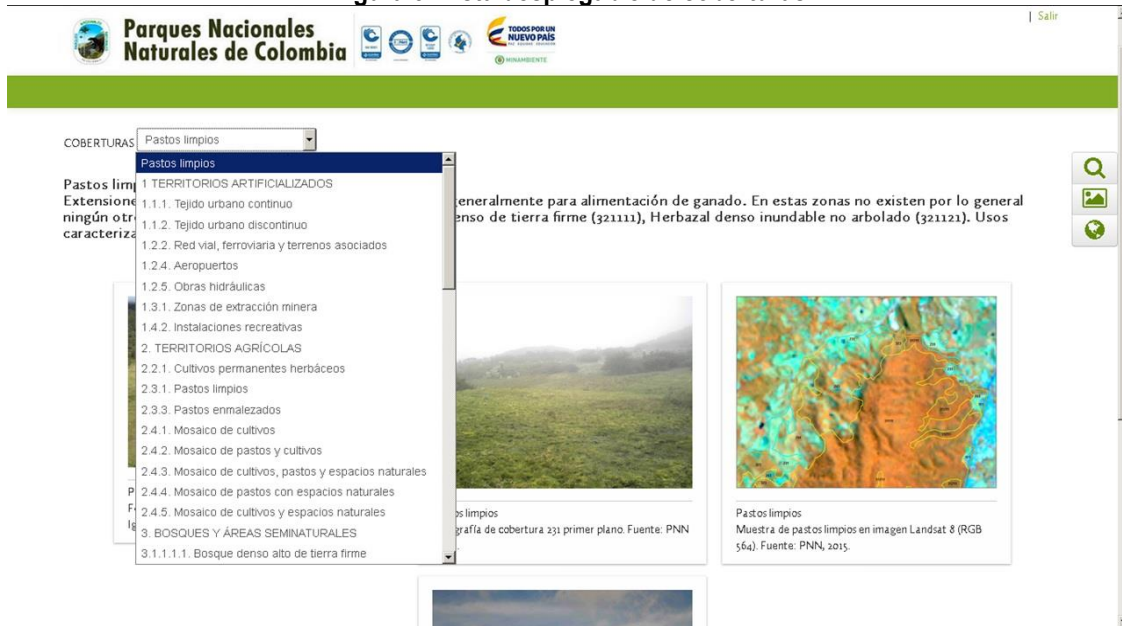 | Salir
Parques Nacionales
Naturales de Colombia
TODOS POR UN
NUEVO PAÍS
PAZ EQUIDAD EDUCACIÓN
MINAMBIENTE
COBERTURAS Pastos limpios
Pastos limpios
1 TERRITORIOS ARTIFICIALIZADOS
1.1.1. Tejido urbano continuo
1.1.2. Tejido urbano discontinuo
1.2.2. Red vial, ferroviaria y terrenos asociados
1.2.4. Aeropuertos
1.2.5. Obras hidráulicas
1.3.1. Zonas de extracción minera
1.4.2. Instalaciones recreativas
2. TERRITORIOS AGRÍCOLAS
2.2.1. Cultivos permanentes herbáceos
2.3.1. Pastos limpios
2.3.3. Pastos enmalezados
2.4.1. Mosaico de cultivos
2.4.2. Mosaico de pastos y cultivos
2.4.3. Mosaico de cultivos, pastos y espacios naturales
2.4.4. Mosaico de pastos con espacios naturales
2.4.5. Mosaico de cultivos y espacios naturales
3. BOSQUES Y ÁREAS SEMINATURALES
3.1.1.1.1. Bosque denso alto de tierra firme
Pastos
Extensione eneralmente para alimentación de ganado. En estas zonas no existen por lo general
ningún enso de tierra firme (321111), Herbazal denso inundable no arbolado (321121). Usos
caracteriza
os limpios
grafía de cobertura 231 primer plano. Fuente: PNN
Pastos limpios
Muestra de pastos limpios en imagen Landsat 8 (RGB
564). Fuente: PNN, 2015.